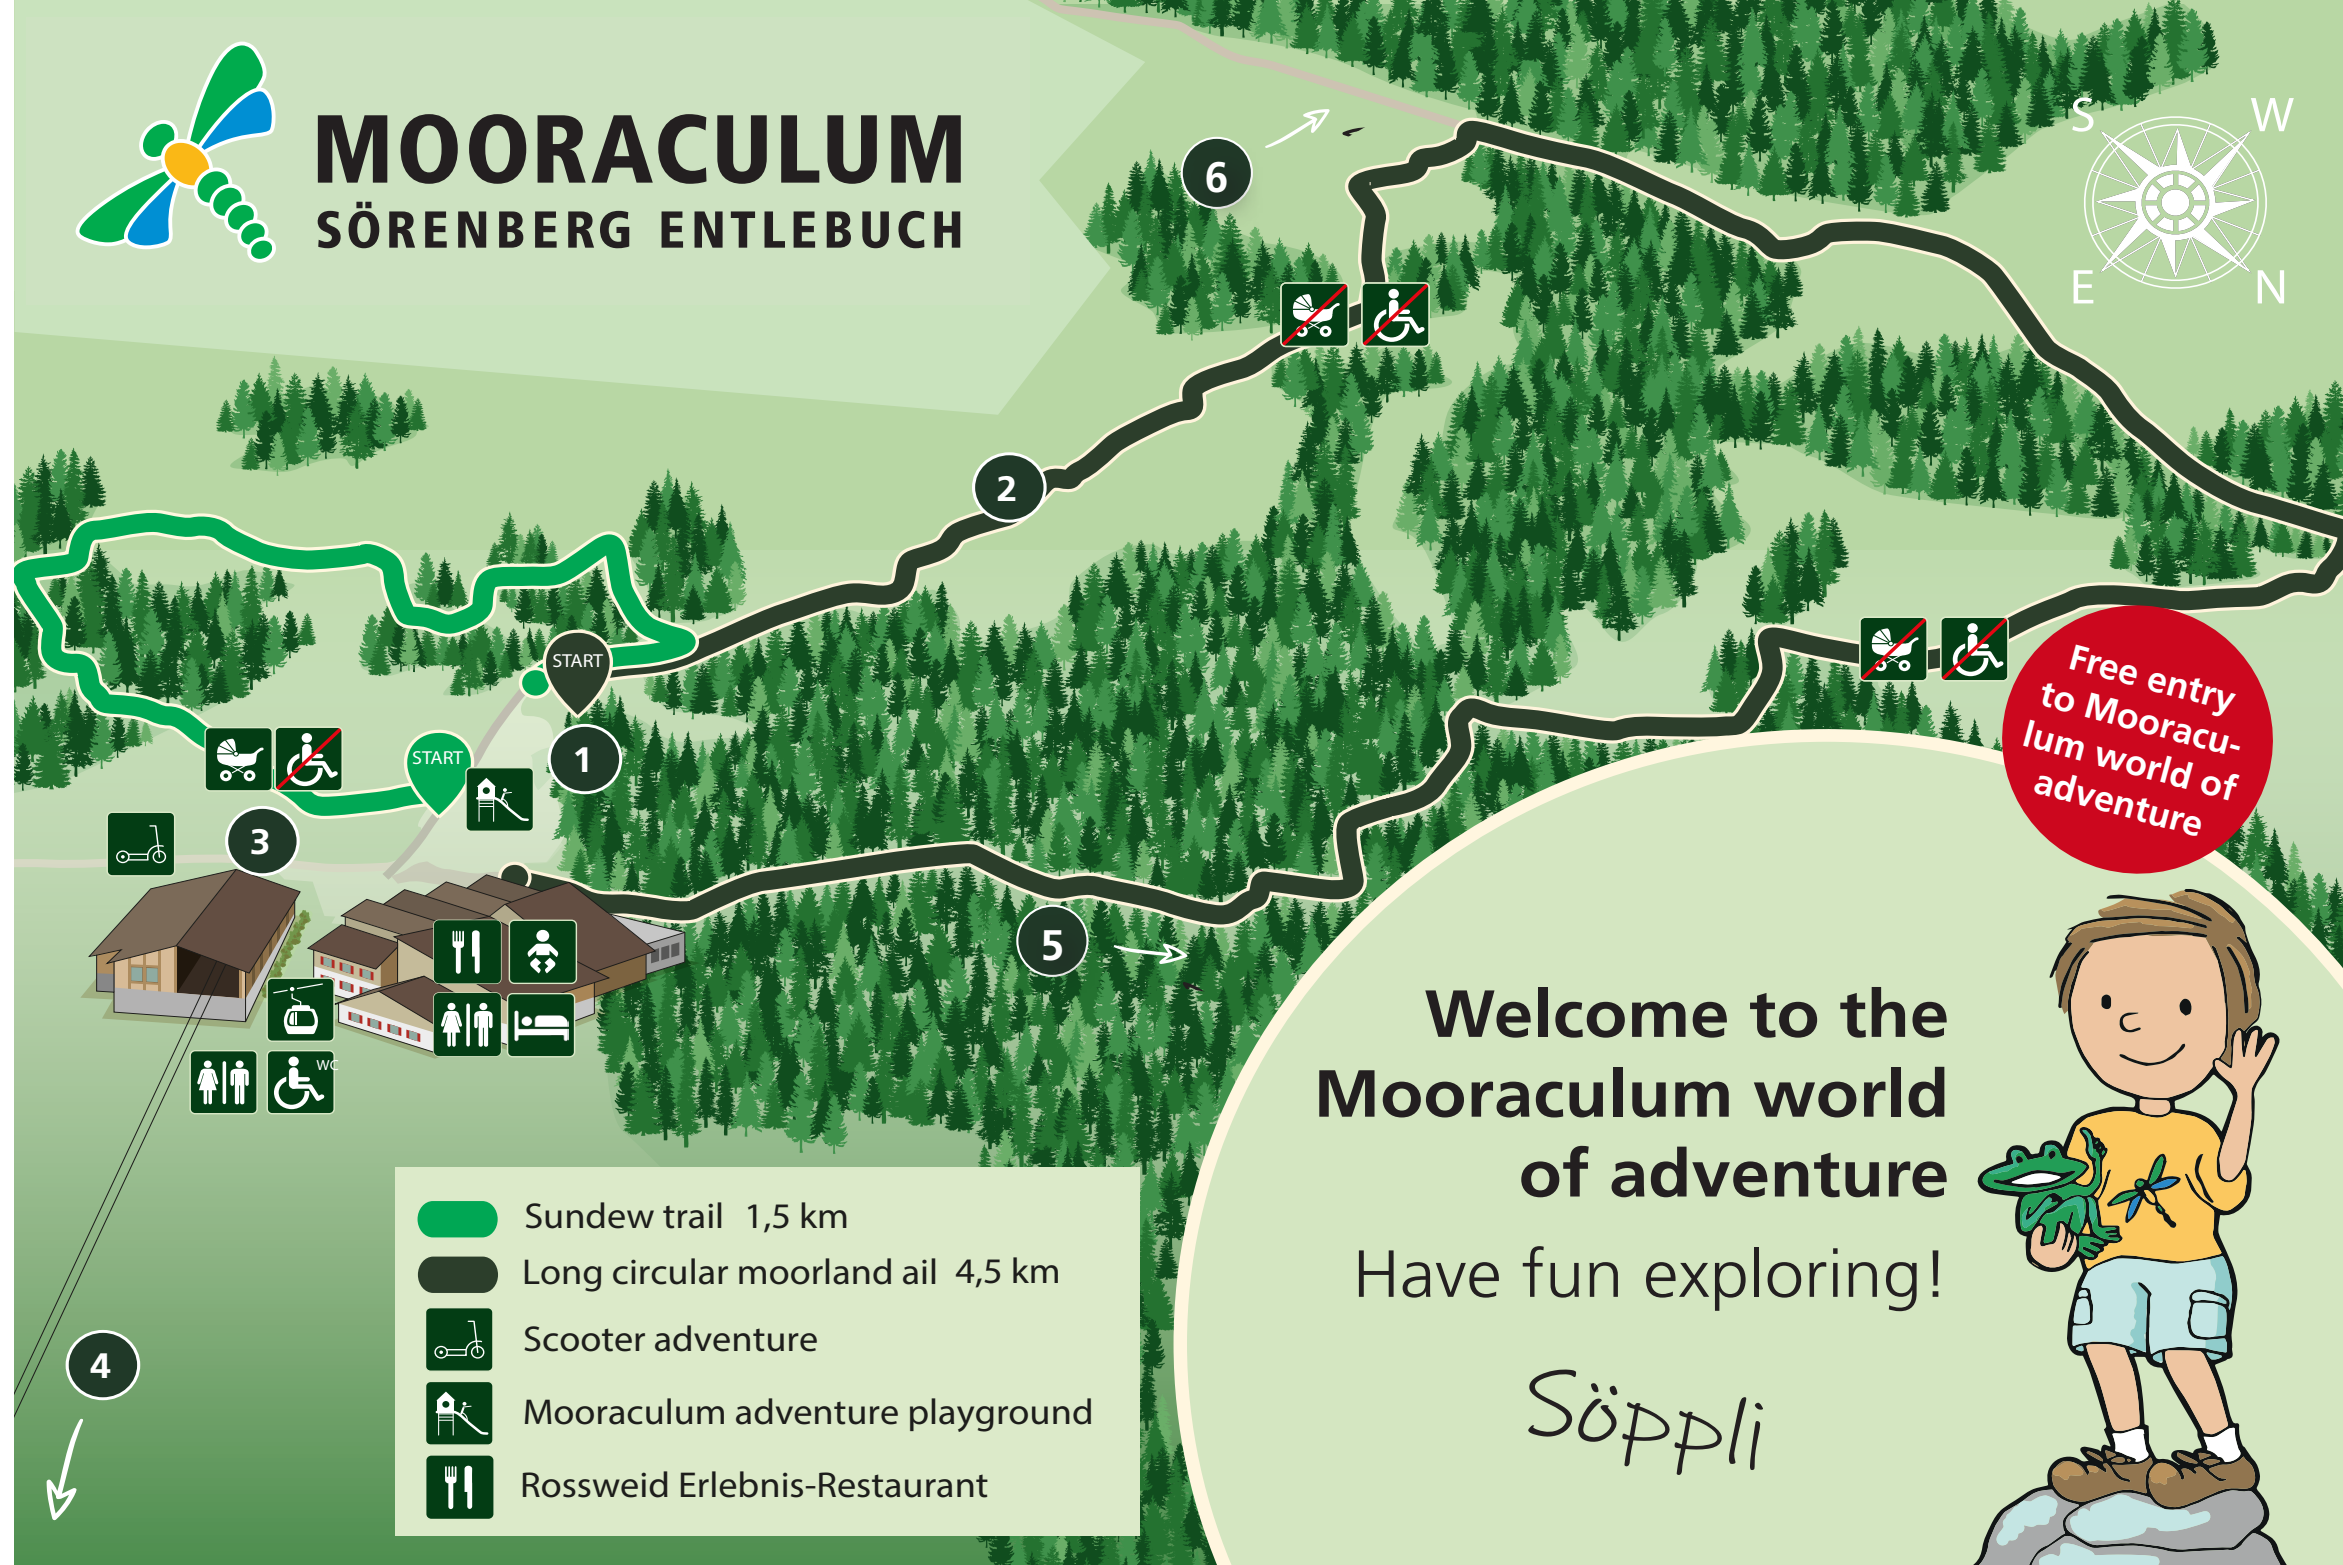 MOORACULUM
SÖRENBERG ENTLEBUCH
6
S
W
E
N
2
START
1
START
3
5
Free entry
to Mooracu-
lum world of
adventure
WC
4
Sundew trail 1,5 km
Long circular moorland ail 4,5 km
Scooter adventure
Mooraculum adventure playground
Rossweid Erlebnis-Restaurant
Welcome to the
Mooraculum world
of adventure
Have fun exploring!
Söppli